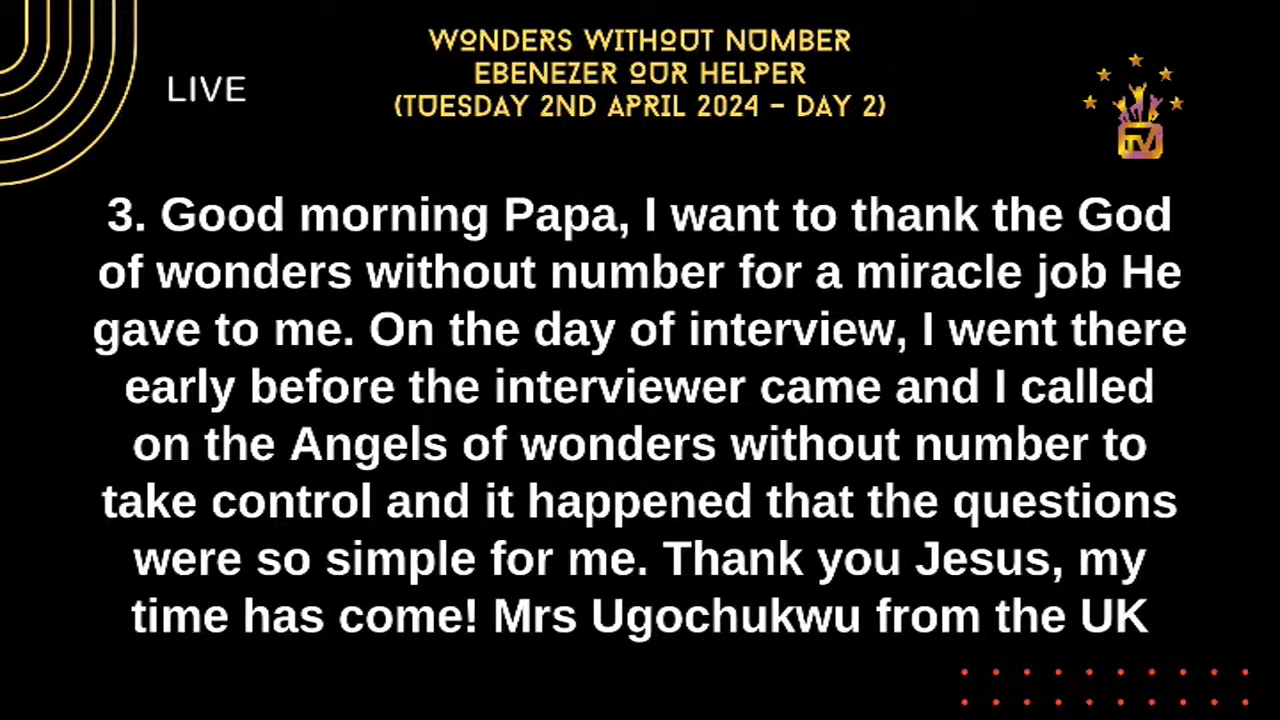 WONDERS WITHOUT NUMBER
EBENEZER OUR HELPER
(TUESDAY 2ND APRIL 2024 - DAY 2)
LIVE
TV
3. Good morning Papa, I want to thank the God
of wonders without number for a miracle job He
gave to me. On the day of interview, I went there
early before the interviewer came and I called
on the Angels of wonders without number to
take control and it happened that the questions
were so simple for me. Thank you Jesus, my
time has come! Mrs Ugochukwu from the UK